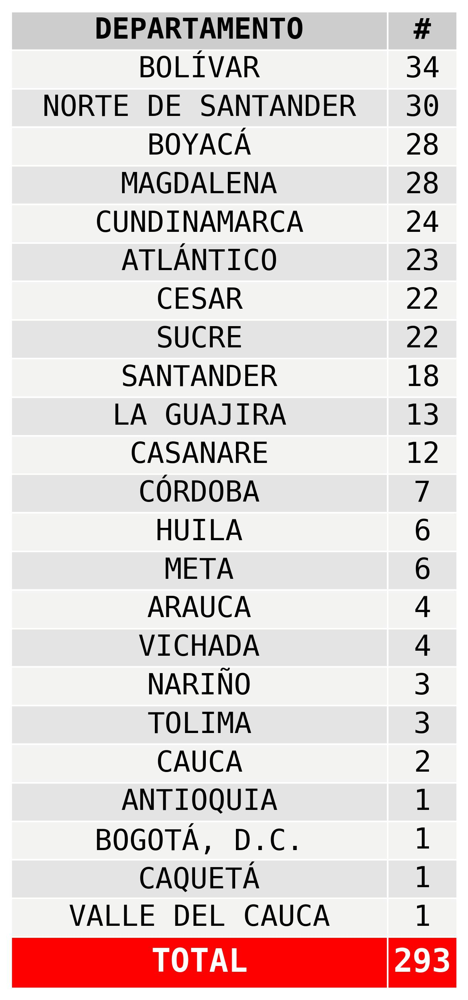 DEPARTAMENTO #
BOLÍVAR 34
NORTE DE SANTANDER 30
BOYACÁ 28
MAGDALENA 28
CUNDINAMARCA 24
ATLÁNTICO 23
CESAR 22
SUCRE 22
SANTANDER 18
LA GUAJIRA 13
CASANARE 12
CÓRDOBA 7
HUILA 6
META 6
ARAUCA 4
VICHADA 4
NARIÑO 3
TOLIMA 3
CAUCA 2
ANTIOQUIA 1
BOGOTÁ, D.C. 1
CAQUETÁ 1
VALLE DEL CAUCA 1
TOTAL 293